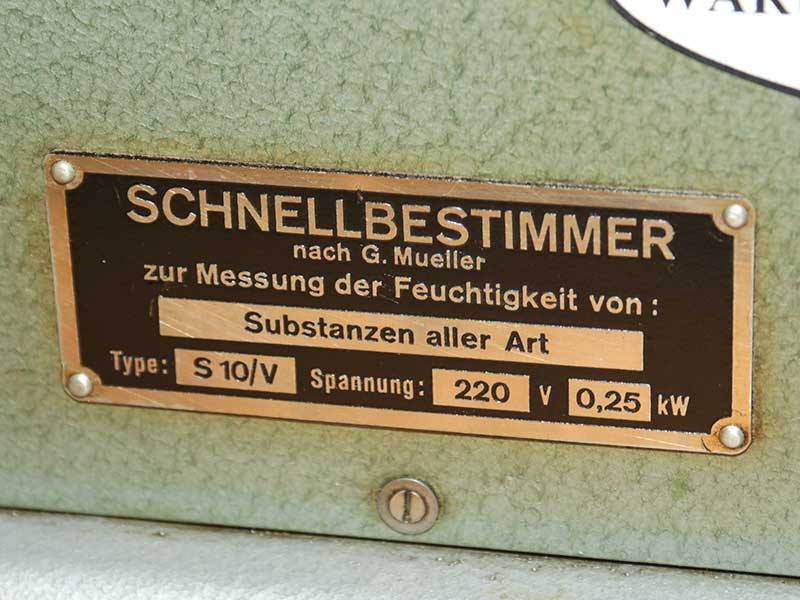 SCHNELLBESTIMMER
nach G. Mueller
zur Messung der Feuchtigkeit von:
Substanzen aller Art
Type: S 10/V Spannung: 220 V 0,25 kW